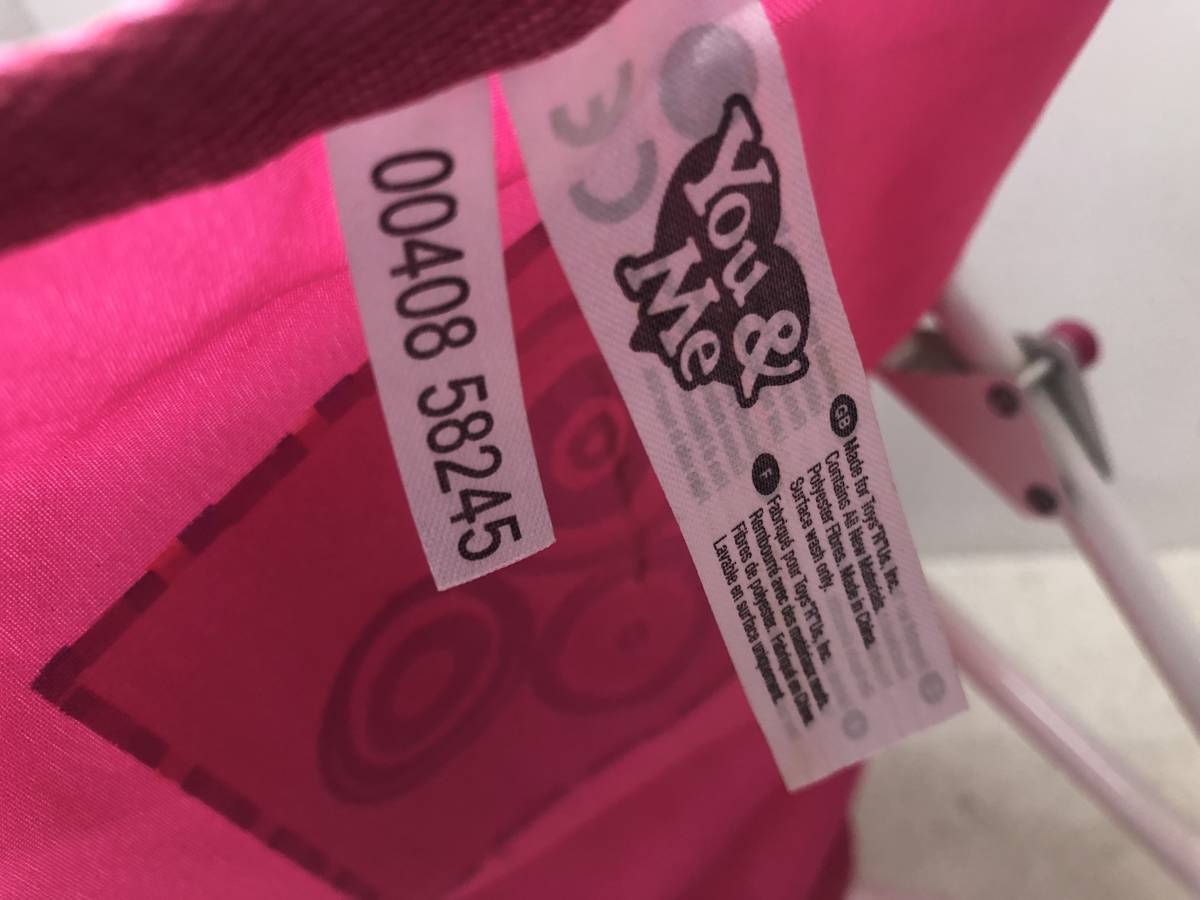 00408 58245
CE
You &
Me
GB Made for Toys"R"Us, Inc.
Contains All New Materials.
Polyester Fibres. Made in China.
Surface wash only.
F Fabriqué pour Toys"R"Us, Inc.
Rembourré avec des matériaux neufs.
Fibres de polyester. Fabriqué en Chine.
Lavable en surface uniquement.